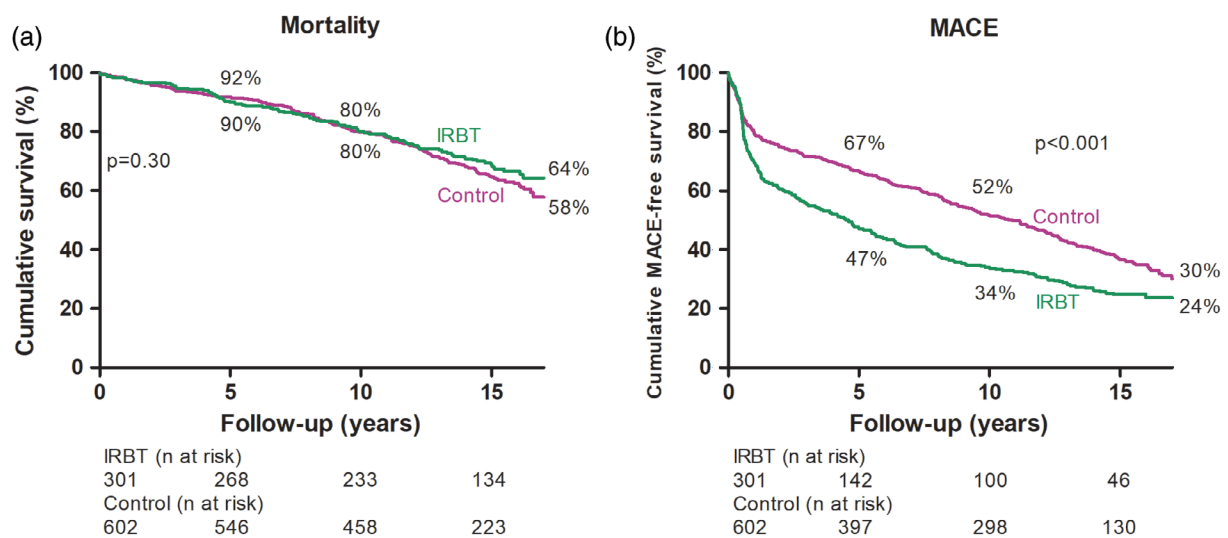 (a)
Mortality
Cumulative survival (%)
100
80
60
40
20
0
92%
90%
80%
80%
p=0.30
IRBT
Control
64%
58%
0 5 10 15
Follow-up (years)
IRBT (n at risk)
301 268 233 134
Control (n at risk)
602 546 458 223
(b)
MACE
Cumulative MACE-free survival (%)
100
80
60
40
20
0
67%
p<0.001
52%
Control
47%
34%
IRBT
30%
24%
0 5 10 15
Follow-up (years)
IRBT (n at risk)
301 142 100 46
Control (n at risk)
602 397 298 130